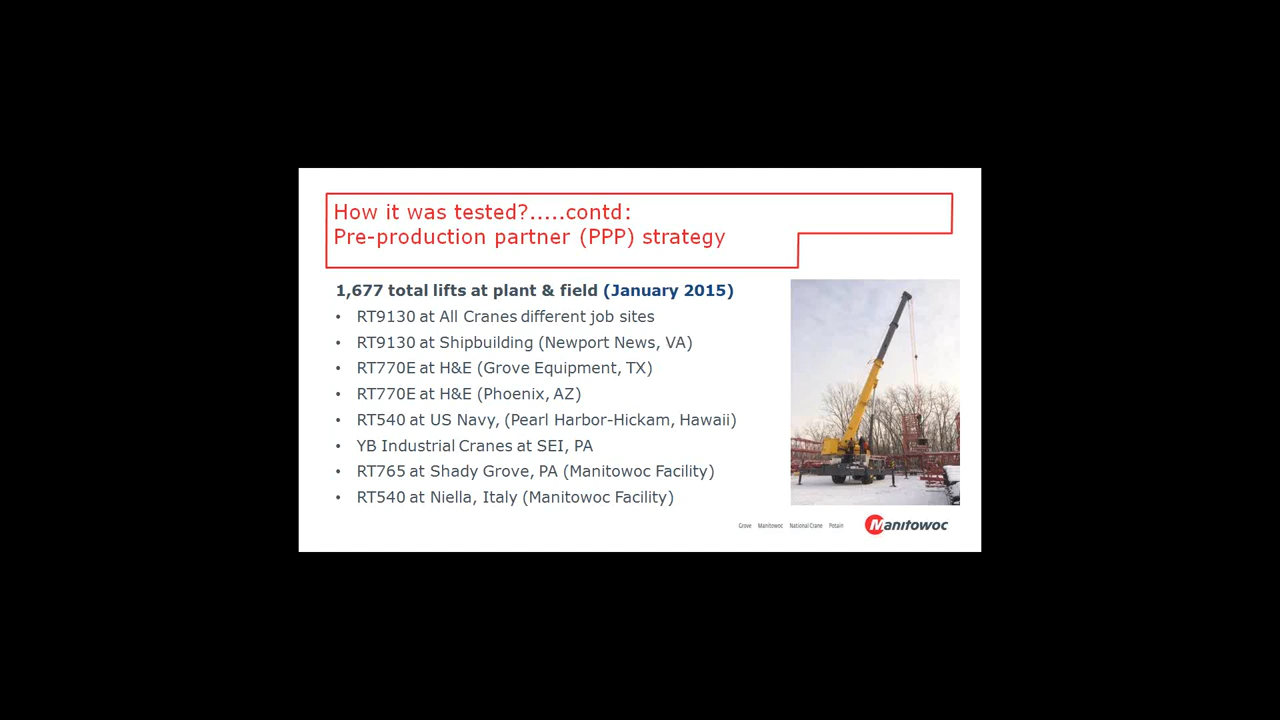 How it was tested?.....contd:
Pre-production partner (PPP) strategy
1,677 total lifts at plant & field (January 2015)
• RT9130 at All Cranes different job sites
• RT9130 at Shipbuilding (Newport News, VA)
• RT770E at H&E (Grove Equipment, TX)
• RT770E at H&E (Phoenix, AZ)
• RT540 at US Navy, (Pearl Harbor-Hickam, Hawaii)
• YB Industrial Cranes at SEI, PA
• RT765 at Shady Grove, PA (Manitowoc Facility)
• RT540 at Niella, Italy (Manitowoc Facility)
Grove Manitowoc National Crane Potain
Manitowoc